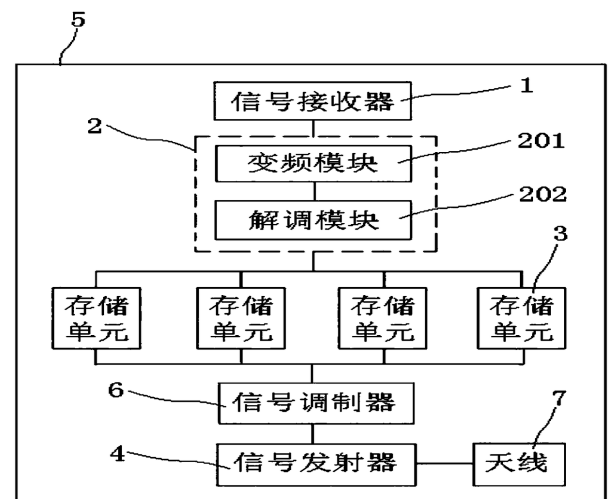 5
信号接收器
1
2
变频模块
201
解调模块
202
3
存储
单元
存储
单元
存储
单元
存储
单元
6
信号调制器
7
4
信号发射器
天线